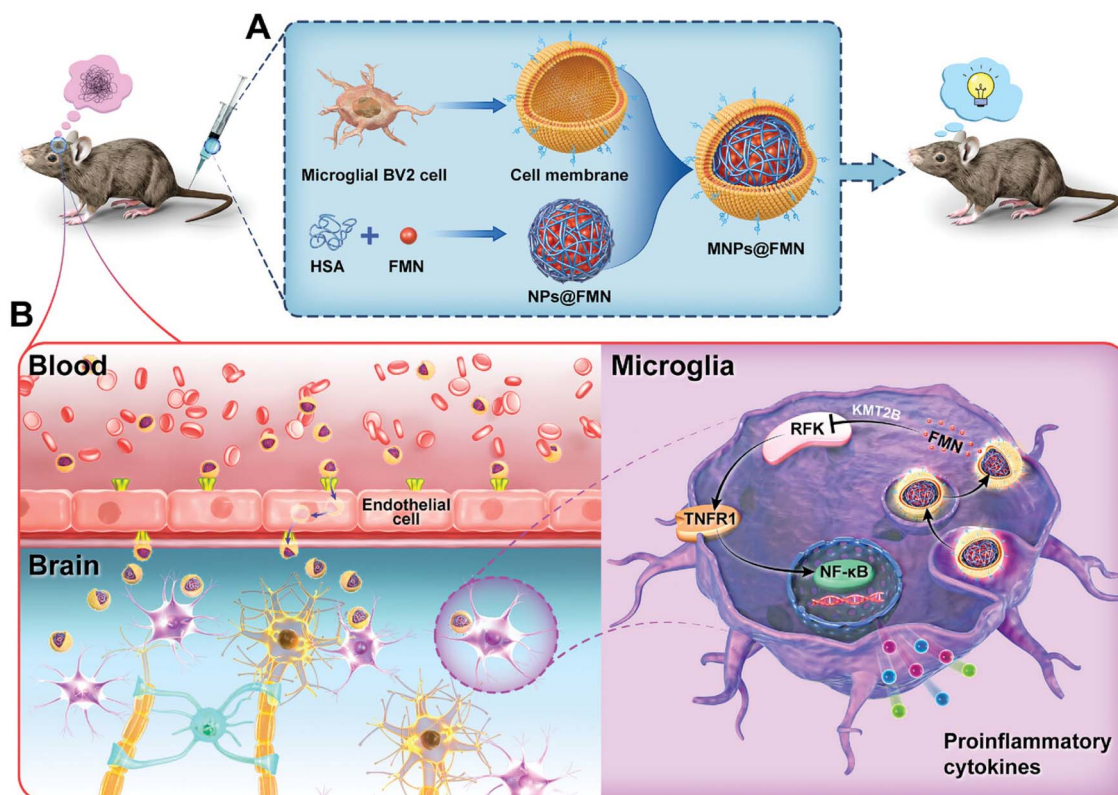 A
Microglial BV2 cell
Cell membrane
HSA
+
FMN
NPs@FMN
MNPs@FMN
B
Blood
Endothelial
cell
Brain
Microglia
KMT2B
RFK
FMN
TNFR1
NF-κB
Proinflammatory
cytokines